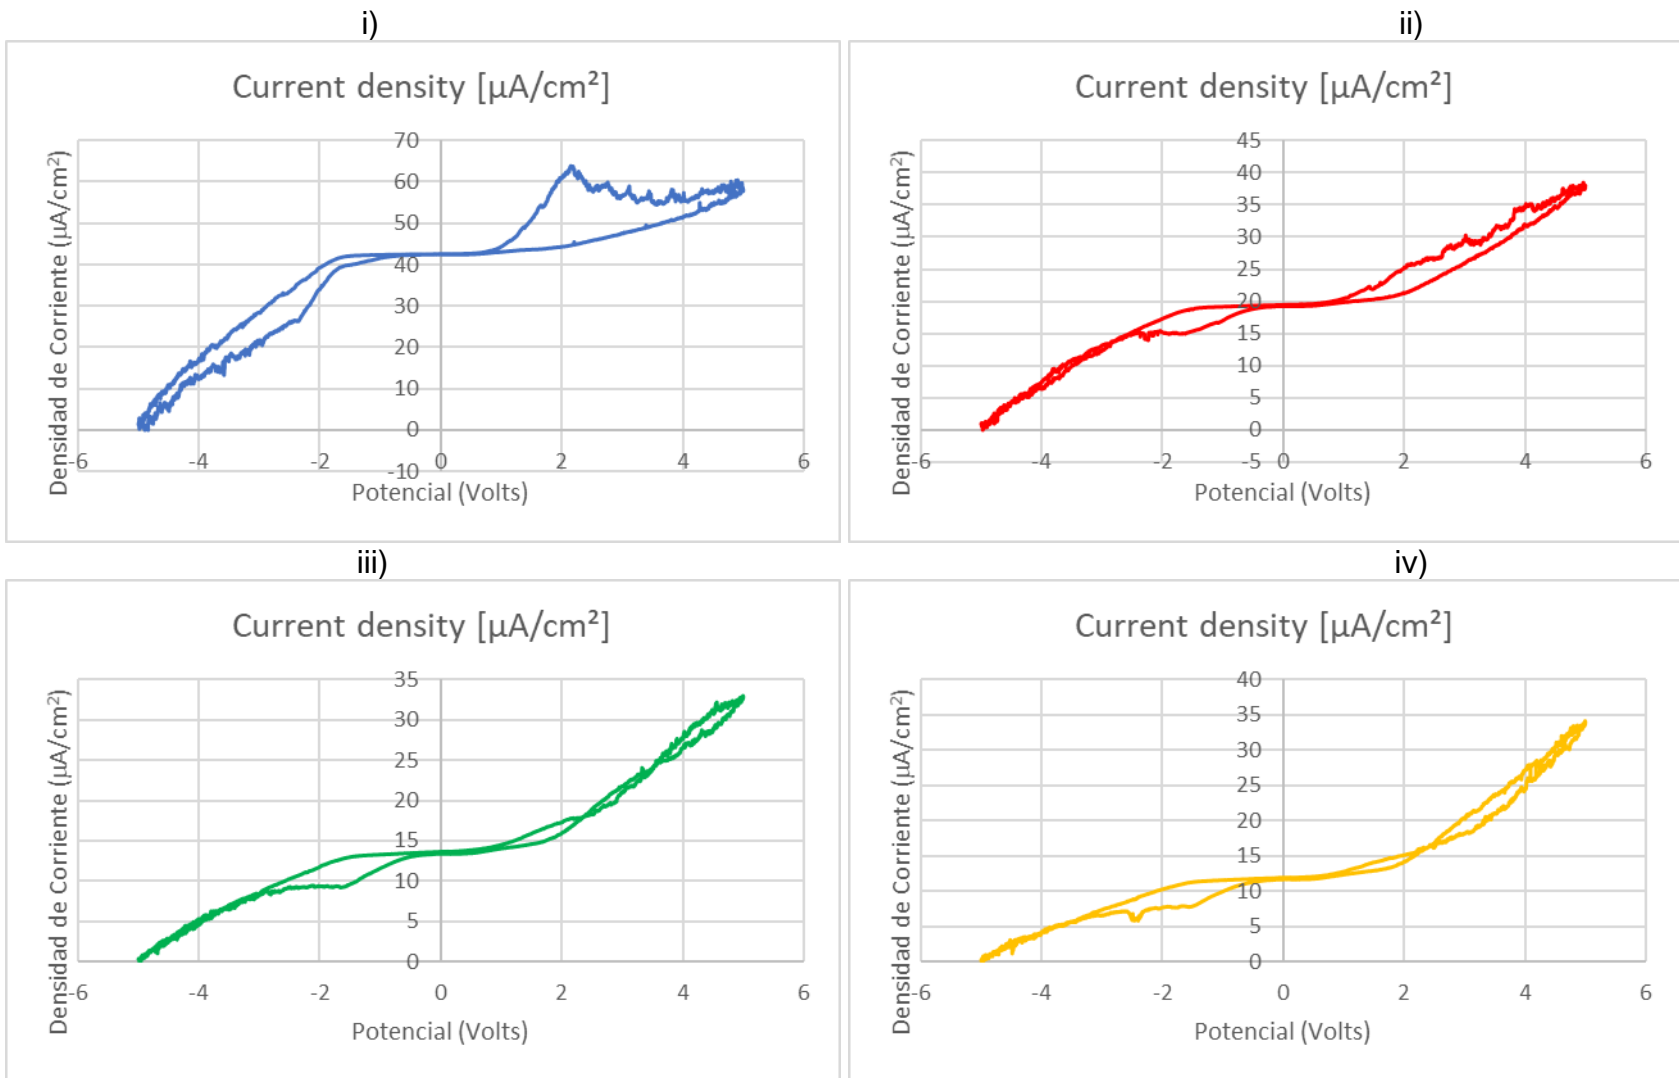 i)
Current density [µA/cm²]
Densidad de Corriente (µA/cm²)
70
60
50
40
30
20
10
0
-10
-6 -4 -2 0 2 4 6
Potencial (Volts)
ii)
Current density [µA/cm²]
Densidad de Corriente (µA/cm²)
45
40
35
30
25
20
15
10
5
0
-5
-6 -4 -2 0 2 4 6
Potencial (Volts)
iii)
Current density [µA/cm²]
Densidad de Corriente (µA/cm²)
35
30
25
20
15
10
5
0
-6 -4 -2 0 2 4 6
Potencial (Volts)
iv)
Current density [µA/cm²]
Densidad de Corriente (µA/cm²)
40
35
30
25
20
15
10
5
0
-6 -4 -2 0 2 4 6
Potencial (Volts)